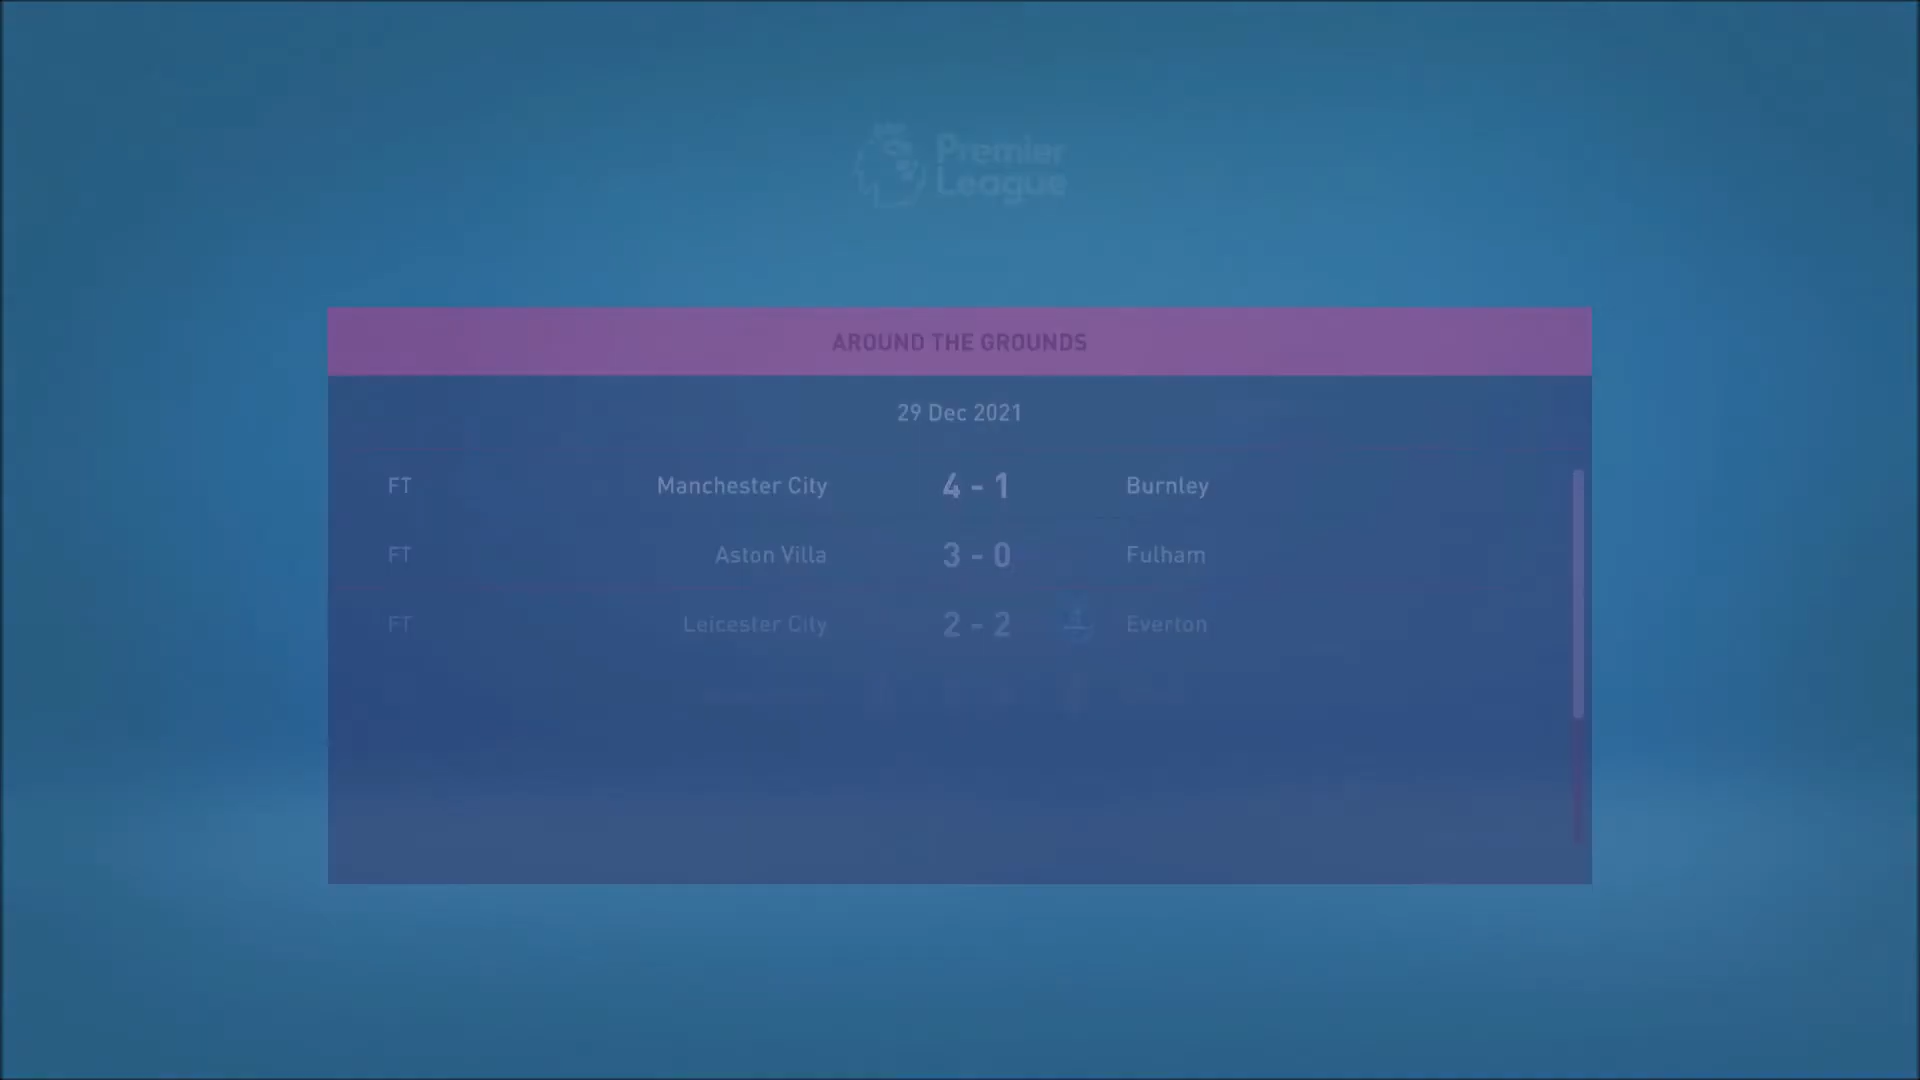 Premier
League
AROUND THE GROUNDS
29 Dec 2021
FT Manchester City 4 - 1 Burnley
FT Aston Villa 3 - 0 Fulham
FT Leicester City 2 - 2 Everton